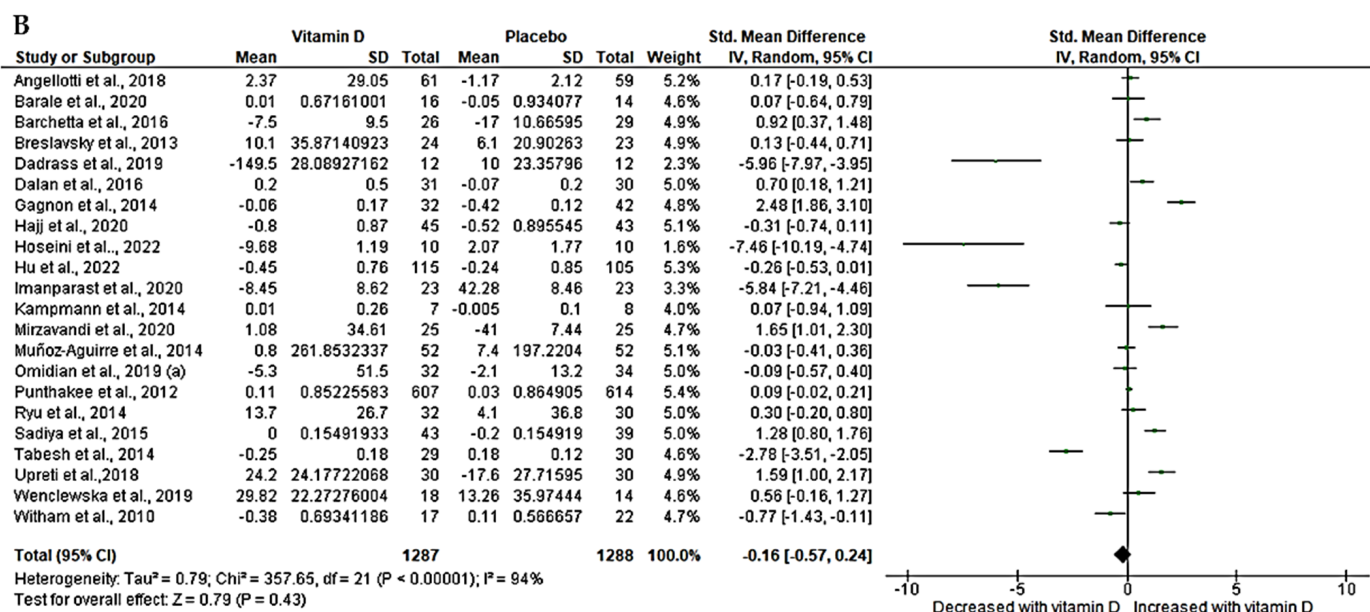 B
Vitamin D Placebo Std. Mean Difference Std. Mean Difference
Study or Subgroup Mean SD Total Mean SD Total Weight IV, Random, 95% CI IV, Random, 95% CI
Angellotti et al., 2018 2.37 29.05 61 -1.17 2.12 59 5.2% 0.17 [-0.19, 0.53]
Barale et al., 2020 0.01 0.67161001 16 -0.05 0.934077 14 4.6% 0.07 [-0.64, 0.79]
Barchetta et al., 2016 -7.5 9.5 26 -17 10.66595 29 4.9% 0.92 [0.37, 1.48]
Breslavsky et al., 2013 10.1 35.87140923 24 6.1 20.90263 23 4.9% 0.13 [-0.44, 0.71]
Dadrass et al., 2019 -149.5 28.08927162 12 10 23.35796 12 2.3% -5.96 [-7.97, -3.95]
Dalan et al., 2016 0.2 0.5 31 -0.07 0.2 30 5.0% 0.70 [0.18, 1.21]
Gagnon et al., 2014 -0.06 0.17 32 -0.42 0.12 42 4.8% 2.48 [1.86, 3.10]
Hajj et al., 2020 -0.8 0.87 45 -0.52 0.895545 43 5.1% -0.31 [-0.74, 0.11]
Hoseini et al., 2022 -9.68 1.19 10 2.07 1.77 10 1.6% -7.46 [-10.19, -4.74]
Hu et al., 2022 -0.45 0.76 115 -0.24 0.85 105 5.3% -0.26 [-0.53, 0.01]
Imanparast et al., 2020 -8.45 8.62 23 42.28 8.46 23 3.3% -5.84 [-7.21, -4.46]
Kampmann et al., 2014 0.01 0.26 7 -0.005 0.1 8 4.0% 0.07 [-0.94, 1.09]
Mirzavandi et al., 2020 1.08 34.61 25 -41 7.44 25 4.7% 1.65 [1.01, 2.30]
Muñoz-Aguirre et al., 2014 0.8 261.8532337 52 7.4 197.2204 52 5.1% -0.03 [-0.41, 0.36]
Omidian et al., 2019 (a) -5.3 51.5 32 -2.1 13.2 34 5.0% -0.09 [-0.57, 0.40]
Punthakee et al., 2012 0.11 0.85225583 607 0.03 0.864905 614 5.4% 0.09 [-0.02, 0.21]
Ryu et al., 2014 13.7 26.7 32 4.1 36.8 30 5.0% 0.30 [-0.20, 0.80]
Sadiya et al., 2015 0 0.15491933 43 -0.2 0.154919 39 5.0% 1.28 [0.80, 1.76]
Tabesh et al., 2014 -0.25 0.18 29 0.18 0.12 30 4.6% -2.78 [-3.51, -2.05]
Upreti et al.,2018 24.2 24.17722068 30 -17.6 27.71595 30 4.9% 1.59 [1.00, 2.17]
Wenclewska et al., 2019 29.82 22.27276004 18 13.26 35.97444 14 4.6% 0.56 [-0.16, 1.27]
Witham et al., 2010 -0.38 0.69341186 17 0.11 0.566657 22 4.7% -0.77 [-1.43, -0.11]
Total (95% CI) 1287 1288 100.0% -0.16 [-0.57, 0.24]
Heterogeneity: Tau² = 0.79; Chi² = 357.65, df = 21 (P < 0.00001); I² = 94%
Test for overall effect: Z = 0.79 (P = 0.43)
-10 -5 0 5 10
Decreased with vitamin D Increased with vitamin D